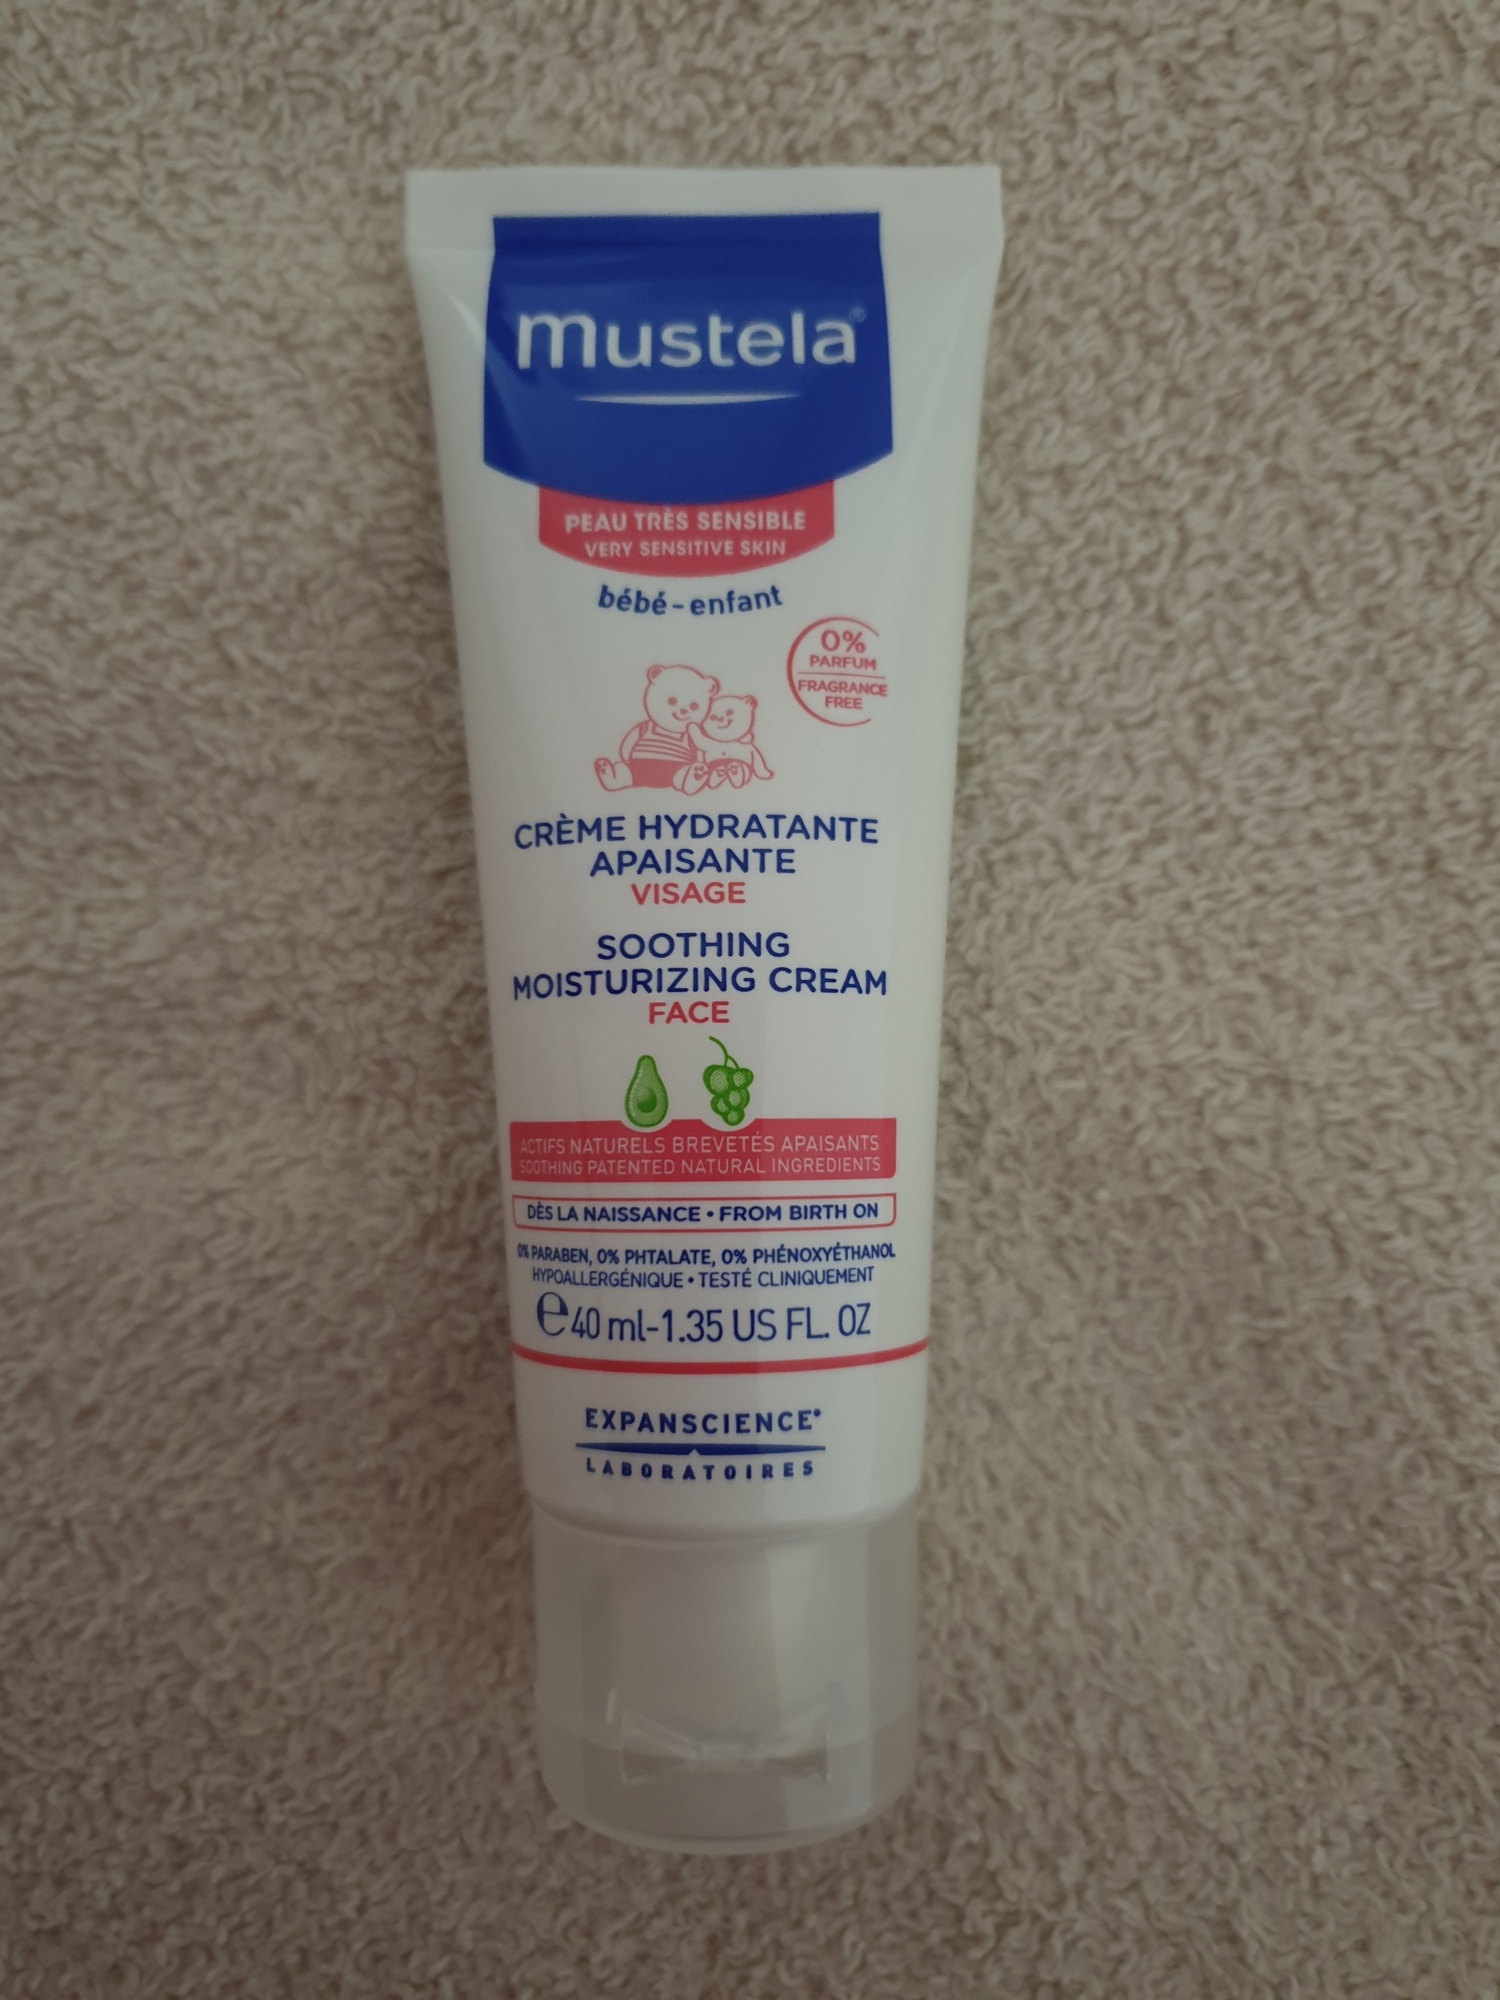 mustela®
PEAU TRÈS SENSIBLE
VERY SENSITIVE SKIN
bébé-enfant
0%
PARFUM
FRAGRANCE
FREE
CRÈME HYDRATANTE
APAISANTE
VISAGE
SOOTHING
MOISTURIZING CREAM
FACE
ACTIFS NATURELS BREVETÉS APAISANTS
SOOTHING PATENTED NATURAL INGREDIENTS
DÈS LA NAISSANCE • FROM BIRTH ON
0% PARABEN, 0% PHTALATE, 0% PHÉNOXYÉTHANOL
HYPOALLERGÉNIQUE • TESTÉ CLINIQUEMENT
℮40 ml-1.35 US FL. OZ
EXPANSCIENCE®
LABORATOIRES